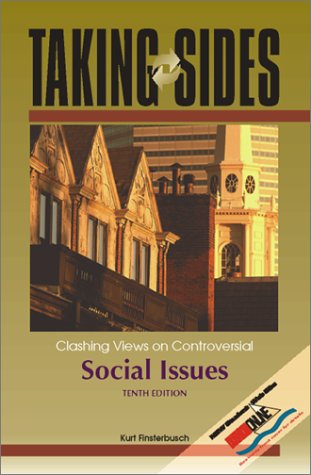 TAKING SIDES
Clashing Views on Controversial
Social Issues
TENTH EDITION
Kurt Finsterbusch